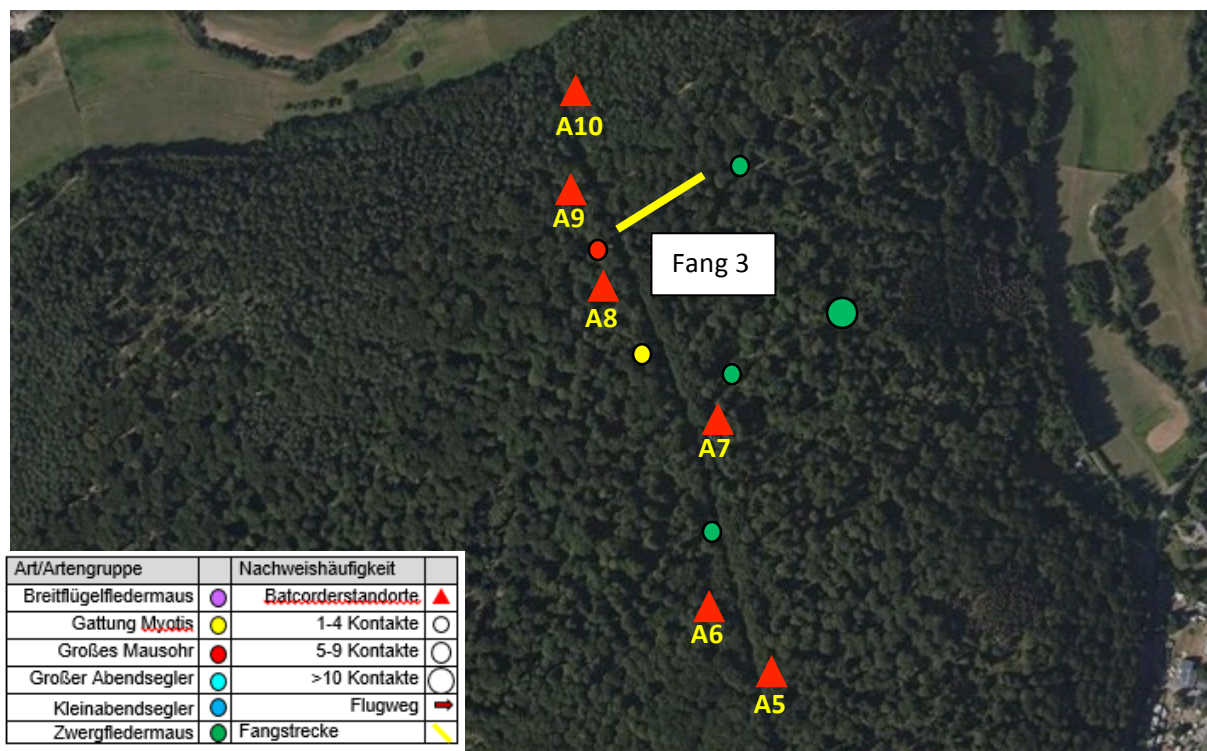 A10
A9
Fang 3
A8
A7
A6
A5
Art/Artengruppe Nachweishäufigkeit
Breitflügelfledermaus Batcorderstandorte
Gattung Myotis 1-4 Kontakte
Großes Mausohr 5-9 Kontakte
Großer Abendsegler >10 Kontakte
Kleinabendsegler Flugweg
Zwergfledermaus Fangstrecke